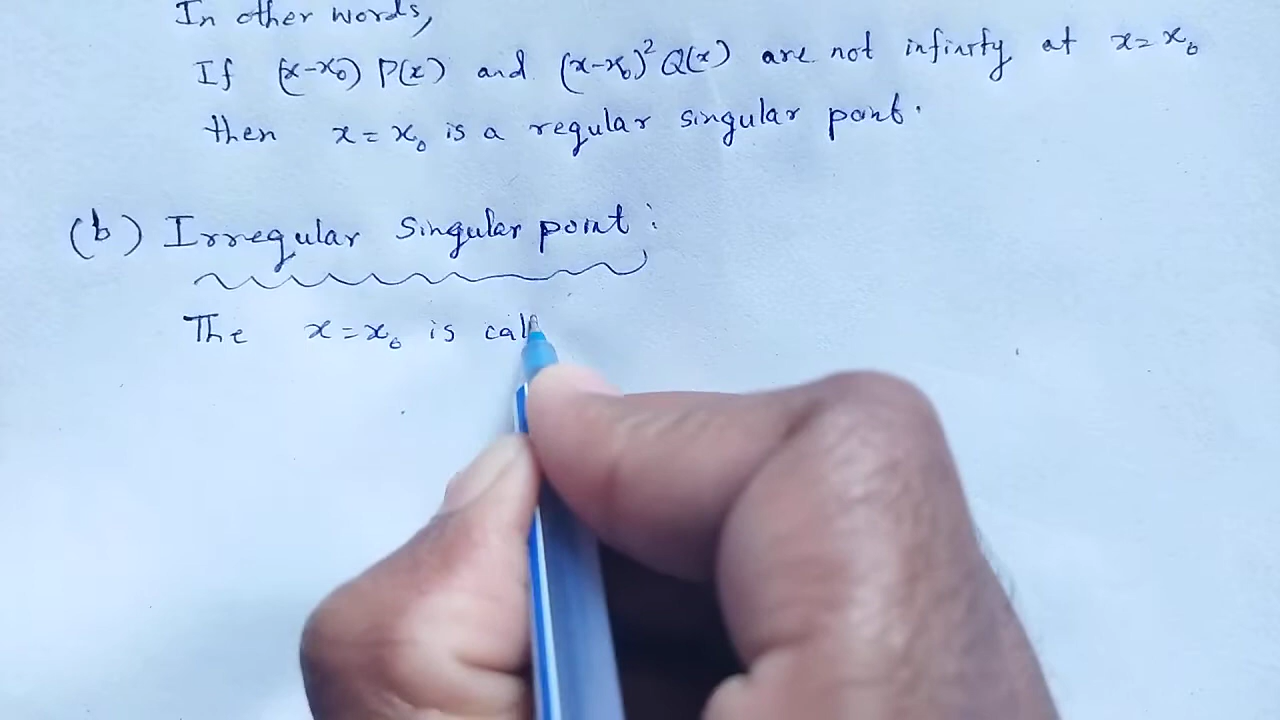 In other words,
If (x-x₀) P(x) and (x-x₀)² Q(x) are not infinity at x=x₀
then x=x₀ is a regular singular point.
(b) Irregular Singular point:
The x=x₀ is call